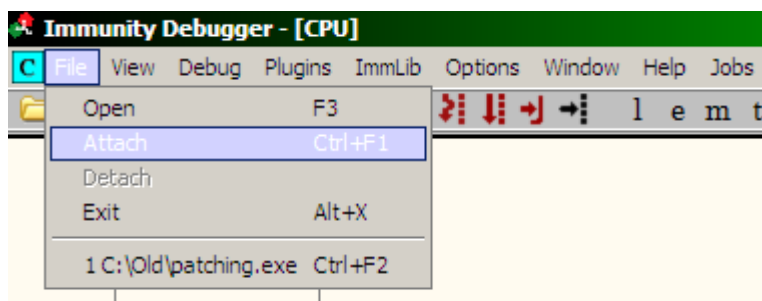 Immunity Debugger - [CPU]
C File View Debug Plugins ImmLib Options Window Help Jobs
l e m t
Open F3
Attach Ctrl+F1
Detach
Exit Alt+X
1 C:\Old\patching.exe Ctrl+F2